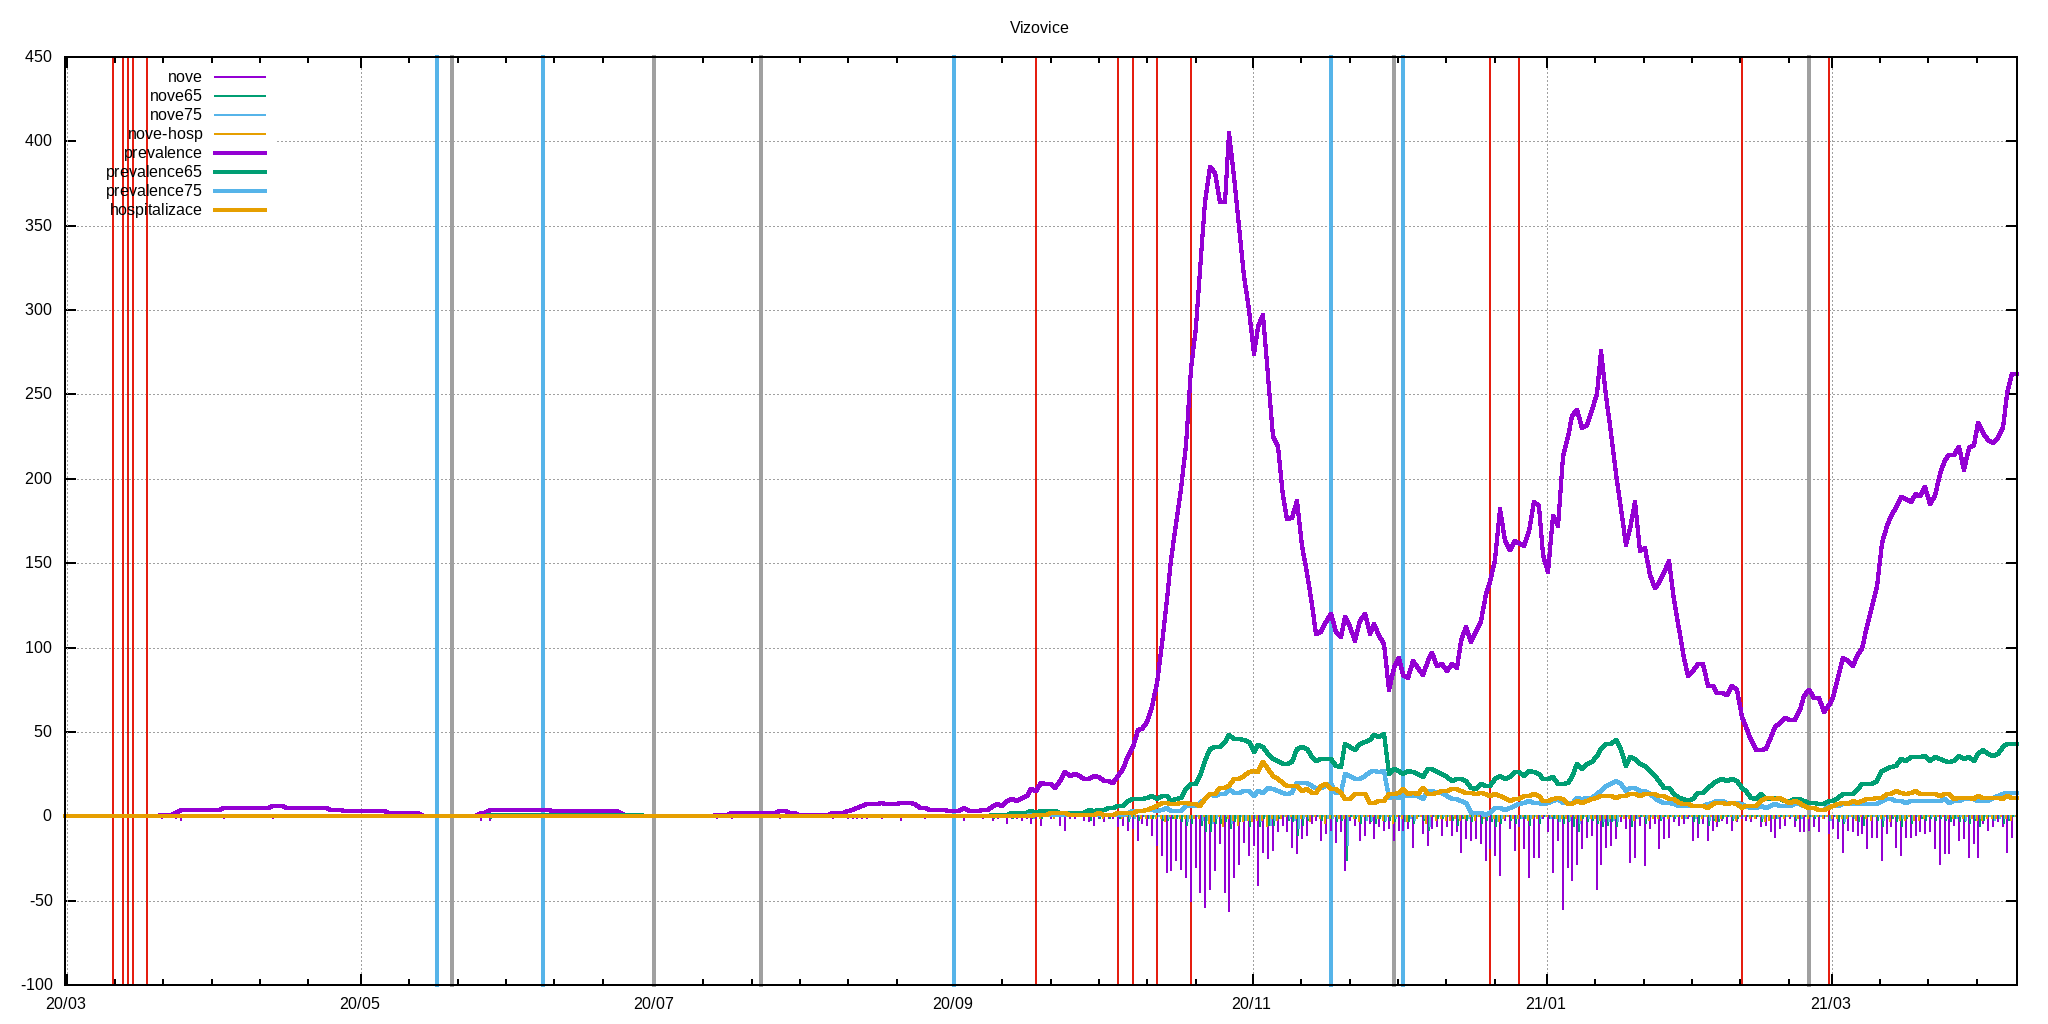 Vizovice
450
400
350
300
250
200
150
100
50
0
-50
-100
nove
nove65
nove75
nove-hosp
prevalence
prevalence65
prevalence75
hospitalizace
20/03 20/05 20/07 20/09 20/11 21/01 21/03